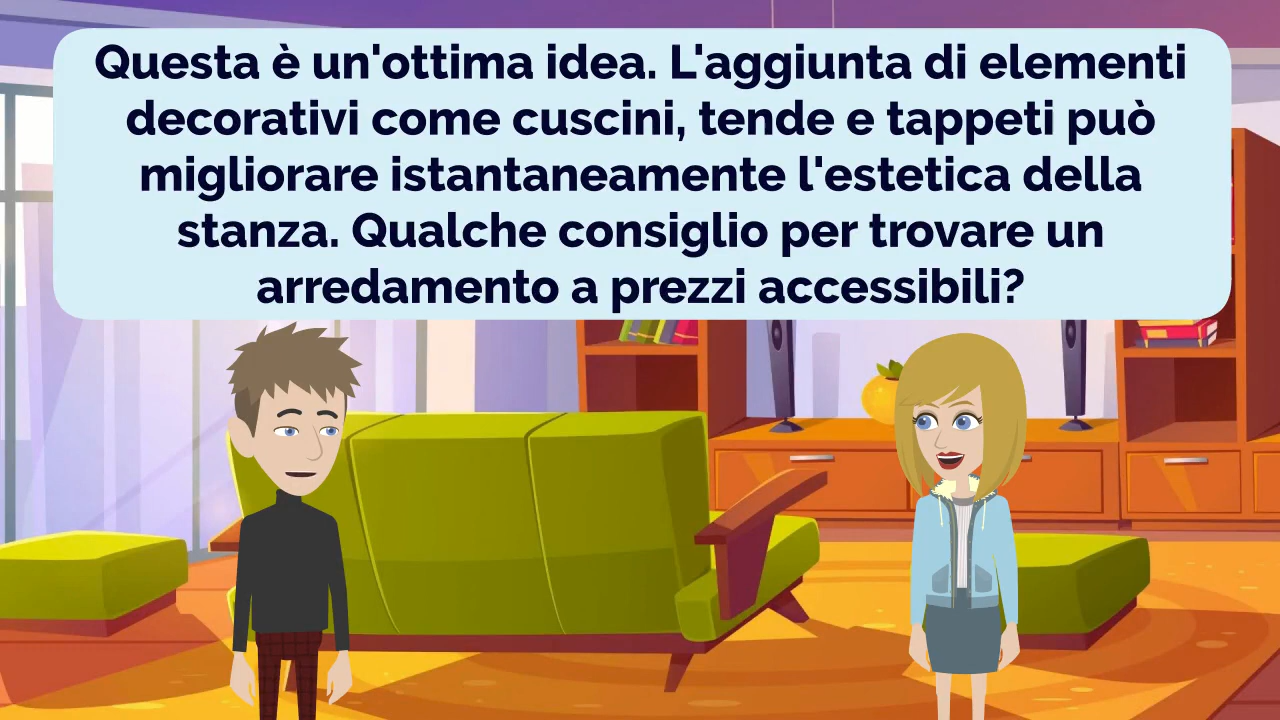 Questa è un'ottima idea. L'aggiunta di elementi
decorativi come cuscini, tende e tappeti può
migliorare istantaneamente l'estetica della
stanza. Qualche consiglio per trovare un
arredamento a prezzi accessibili?